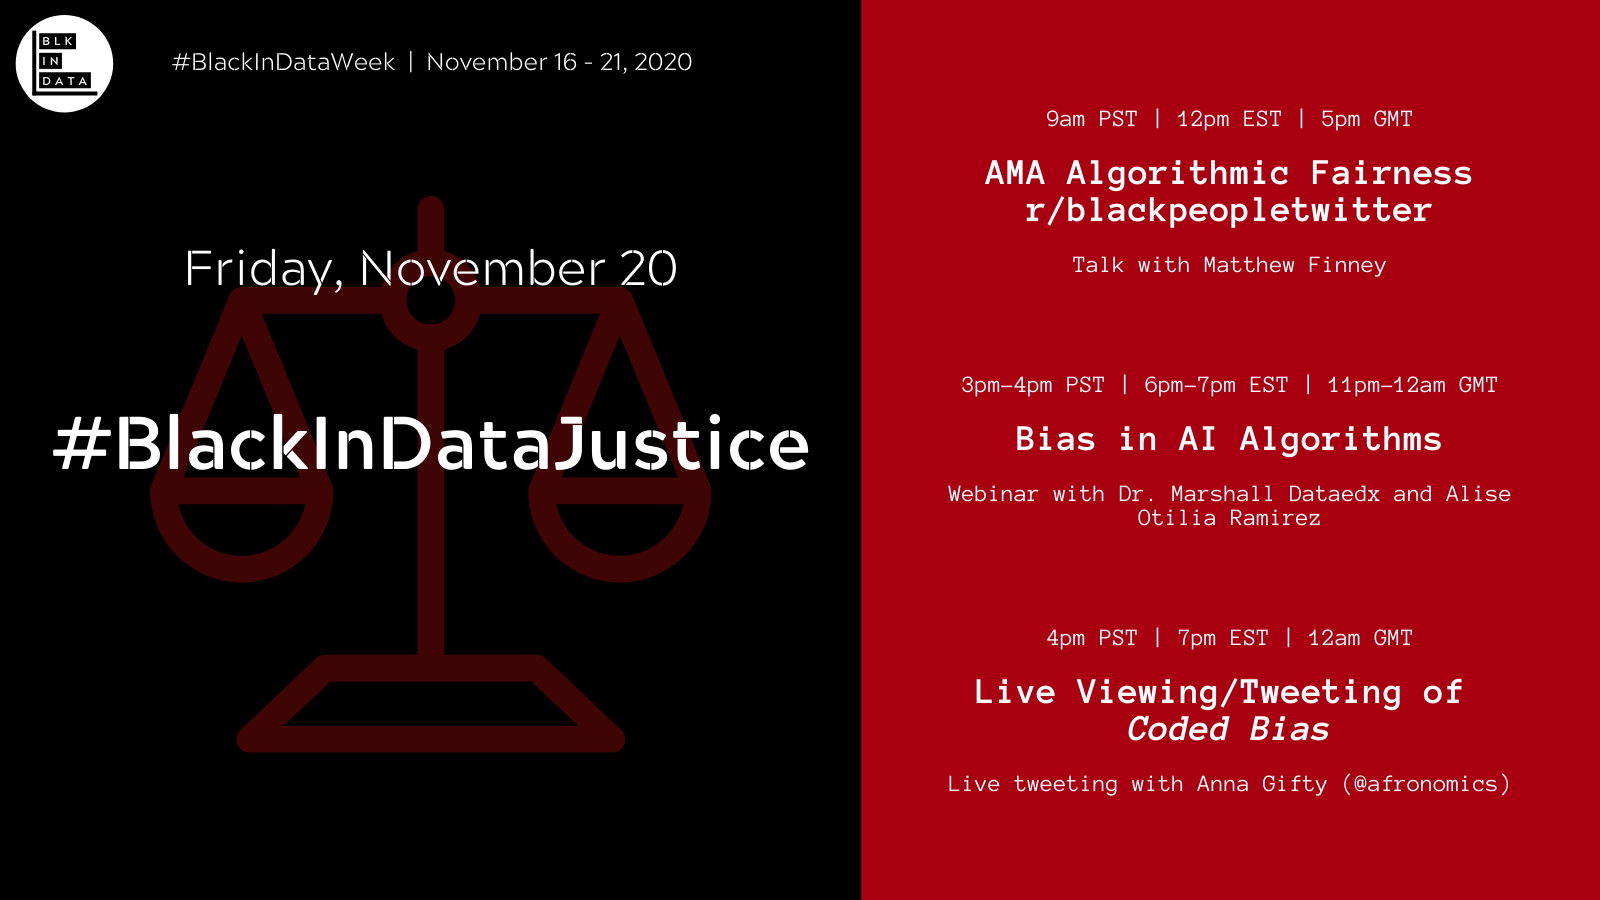 BLK
IN
DATA
#BlackInDataWeek | November 16 - 21, 2020
Friday, November 20
#BlackInDataJustice
9am PST | 12pm EST | 5pm GMT
AMA Algorithmic Fairness
r/blackpeopletwitter
Talk with Matthew Finney
3pm-4pm PST | 6pm-7pm EST | 11pm-12am GMT
Bias in AI Algorithms
Webinar with Dr. Marshall Dataedx and Alise
Otilia Ramirez
4pm PST | 7pm EST | 12am GMT
Live Viewing/Tweeting of
Coded Bias
Live tweeting with Anna Gifty (@afronomics)